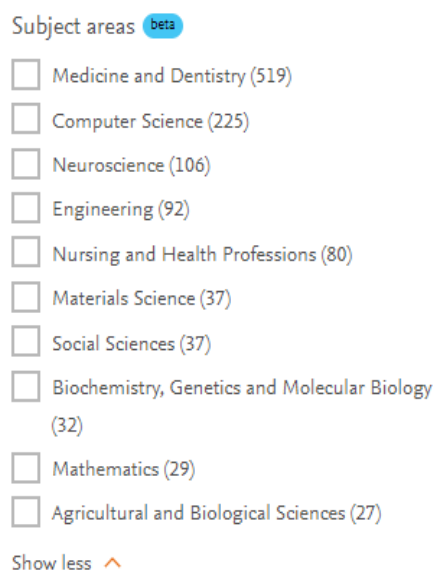 Subject areas beta
Medicine and Dentistry (519)
Computer Science (225)
Neuroscience (106)
Engineering (92)
Nursing and Health Professions (80)
Materials Science (37)
Social Sciences (37)
Biochemistry, Genetics and Molecular Biology
(32)
Mathematics (29)
Agricultural and Biological Sciences (27)
Show less